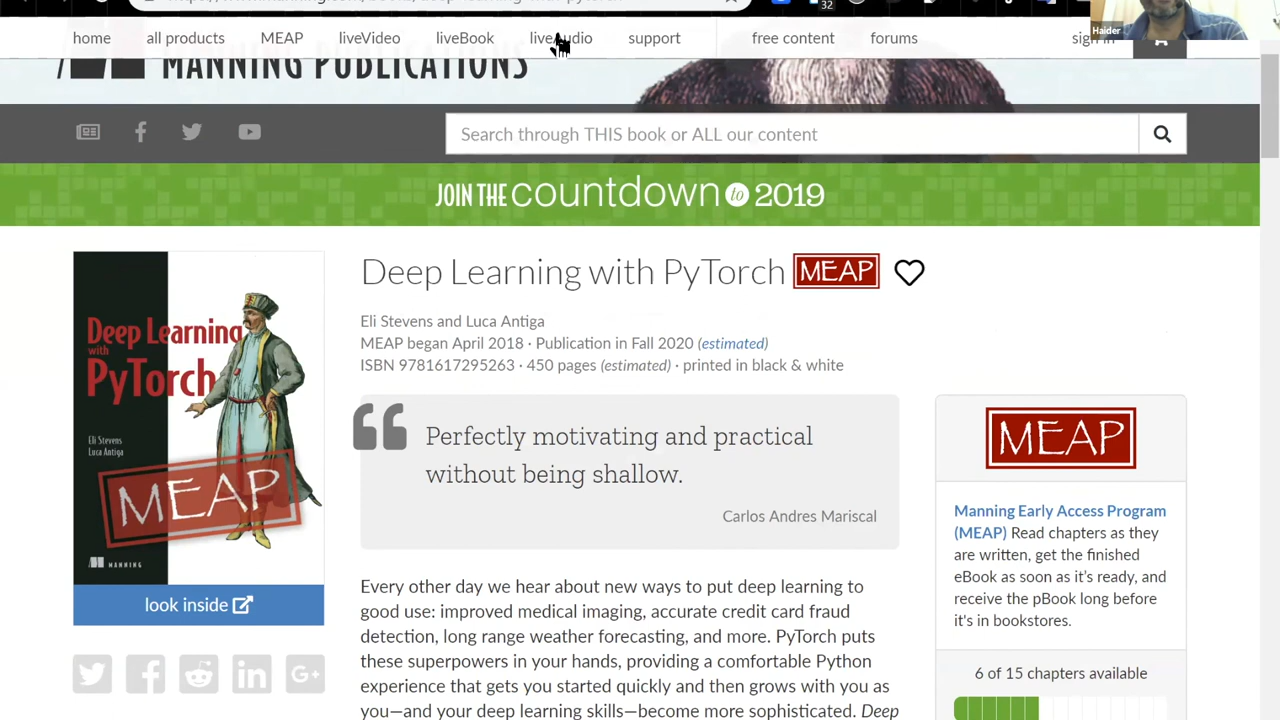 32
Haider
home all products MEAP liveVideo liveBook liveAudio support free content forums sign in
MANNING PUBLICATIONS
Search through THIS book or ALL our content
JOIN THE countdown to 2019
Deep Learning with PyTorch MEAP
Eli Stevens and Luca Antiga
MEAP began April 2018 · Publication in Fall 2020 (estimated)
ISBN 9781617295263 · 450 pages (estimated) · printed in black & white
Deep Learning
with
PyTorch
Eli Stevens
Luca Antiga
MEAP
MANNING
look inside
Perfectly motivating and practical
without being shallow.
Carlos Andres Mariscal
Every other day we hear about new ways to put deep learning to
good use: improved medical imaging, accurate credit card fraud
detection, long range weather forecasting, and more. PyTorch puts
these superpowers in your hands, providing a comfortable Python
experience that gets you started quickly and then grows with you as
you—and your deep learning skills—become more sophisticated. Deep
MEAP
Manning Early Access Program
(MEAP) Read chapters as they
are written, get the finished
eBook as soon as it's ready, and
receive the pBook long before
it's in bookstores.
6 of 15 chapters available